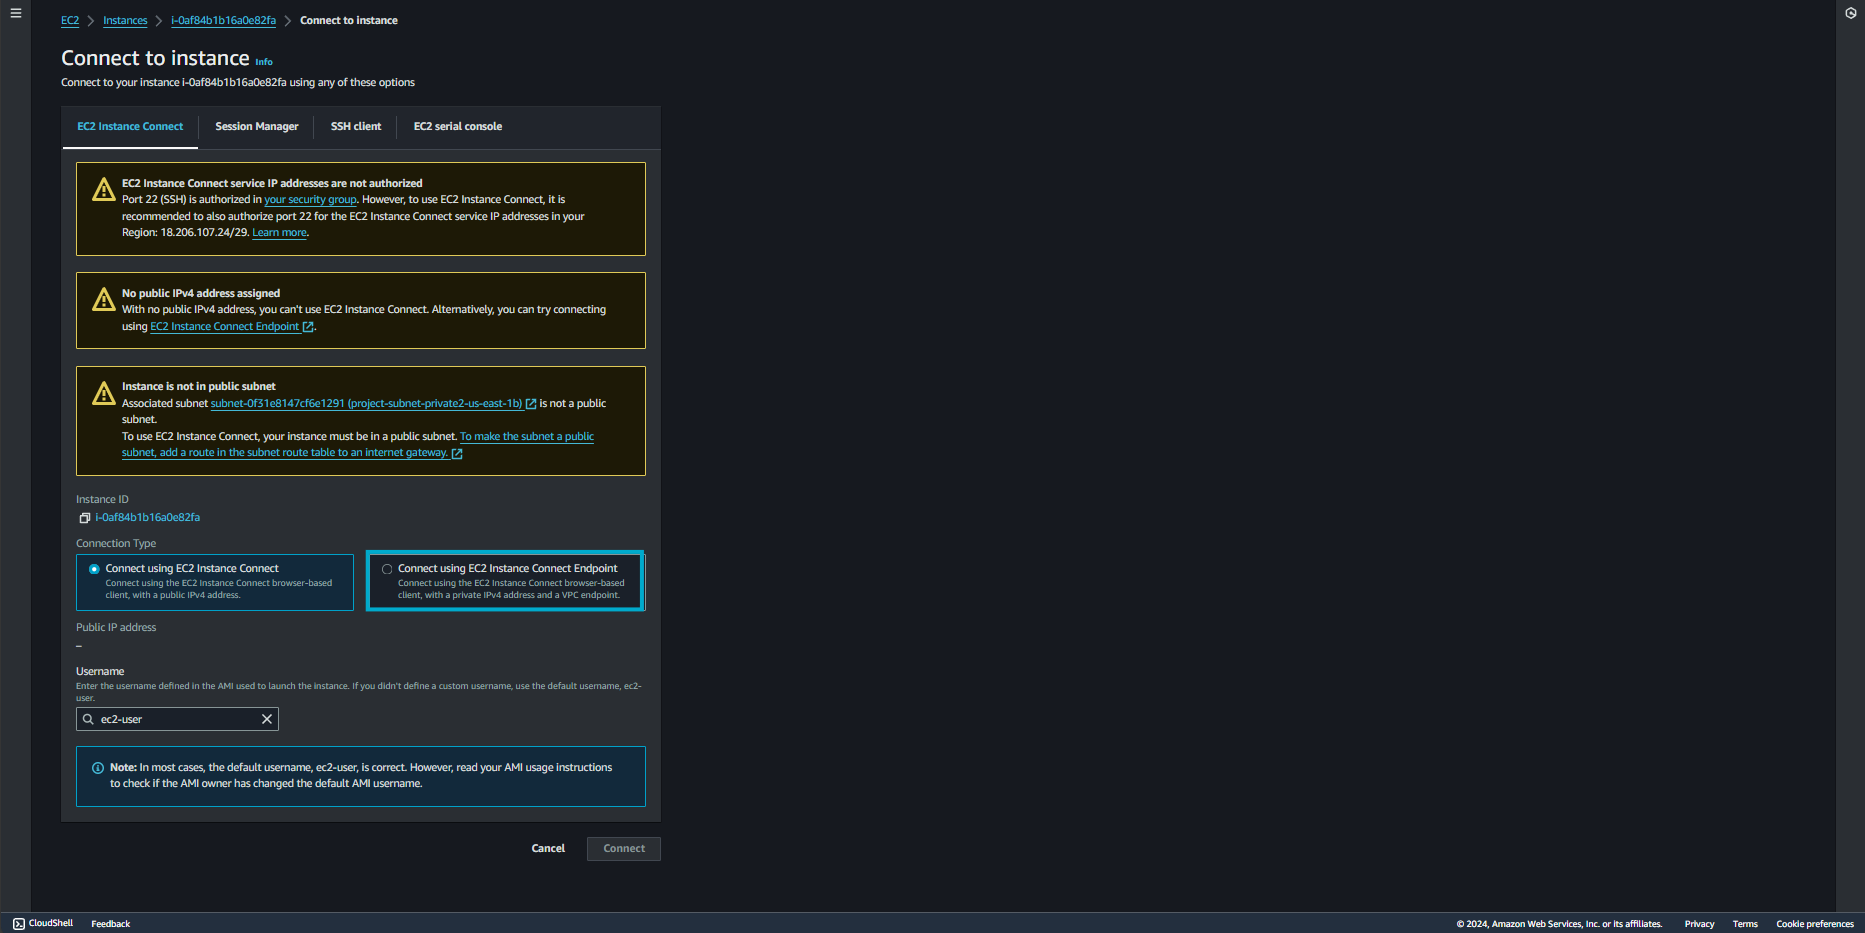 EC2 > Instances > i-0af84b1b16a0e82fa > Connect to instance
Connect to instance Info
Connect to your instance i-0af84b1b16a0e82fa using any of these options
EC2 Instance Connect | Session Manager | SSH client | EC2 serial console
EC2 Instance Connect service IP addresses are not authorized
Port 22 (SSH) is authorized in your security group. However, to use EC2 Instance Connect, it is
recommended to also authorize port 22 for the EC2 Instance Connect service IP addresses in your
Region: 18.206.107.24/29. Learn more.
No public IPv4 address assigned
With no public IPv4 address, you can't use EC2 Instance Connect. Alternatively, you can try connecting
using EC2 Instance Connect Endpoint.
Instance is not in public subnet
Associated subnet subnet-0f31e8147cf6e1291 (project-subnet-private2-us-east-1b) is not a public
subnet.
To use EC2 Instance Connect, your instance must be in a public subnet. To make the subnet a public
subnet, add a route in the subnet route table to an internet gateway.
Instance ID
i-0af84b1b16a0e82fa
Connection Type
Connect using EC2 Instance Connect
Connect using the EC2 Instance Connect browser-based
client, with a public IPv4 address.
Connect using EC2 Instance Connect Endpoint
Connect using the EC2 Instance Connect browser-based
client, with a private IPv4 address and a VPC endpoint.
Public IP address
–
Username
Enter the username defined in the AMI used to launch the instance. If you didn't define a custom username, use the default username, ec2-
user.
ec2-user
Note: In most cases, the default username, ec2-user, is correct. However, read your AMI usage instructions
to check if the AMI owner has changed the default AMI username.
Cancel Connect
CloudShell Feedback © 2024, Amazon Web Services, Inc. or its affiliates. Privacy Terms Cookie preferences